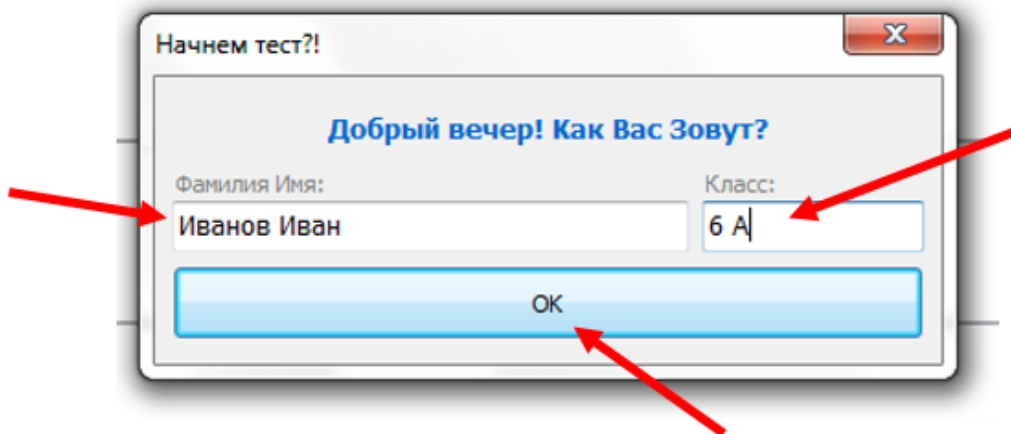 Начнем тест?!
Добрый вечер! Как Вас Зовут?
Фамилия Имя: Класс:
Иванов Иван 6 А
ОК